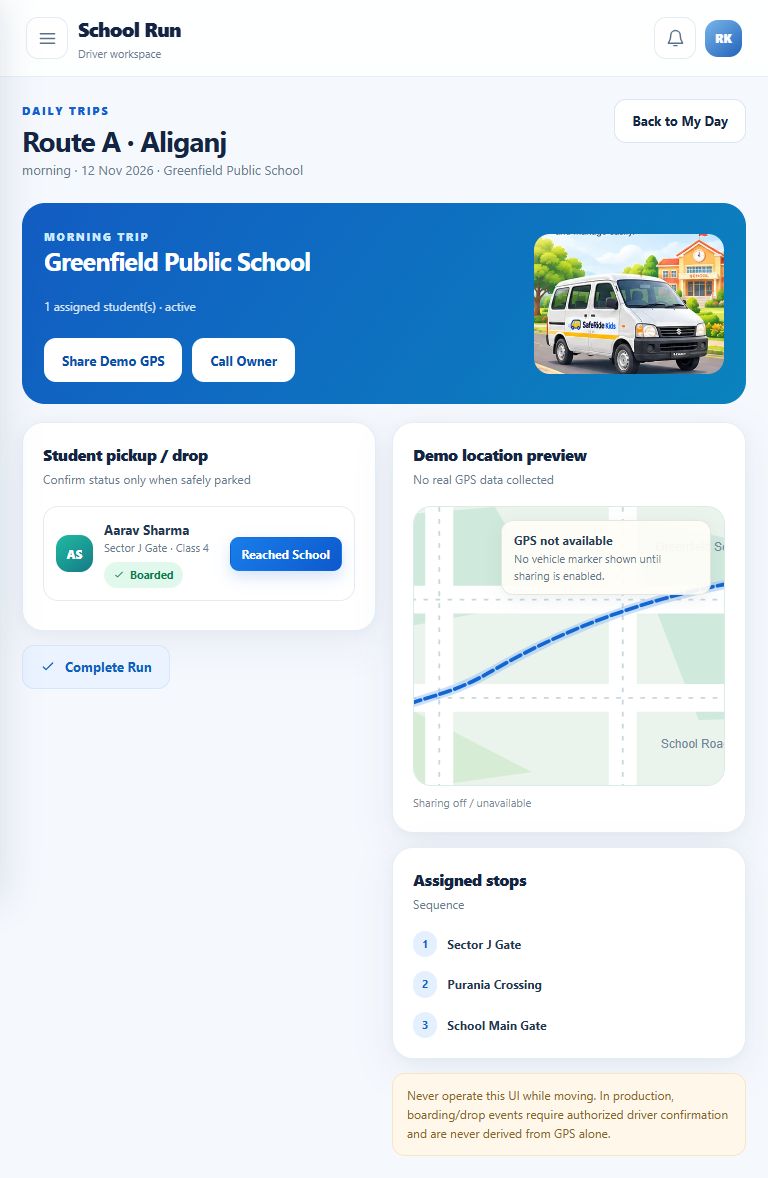 School Run
Driver workspace
RK
DAILY TRIPS
Route A · Aliganj
morning · 12 Nov 2026 · Greenfield Public School
Back to My Day
MORNING TRIP
Greenfield Public School
1 assigned student(s) · active
Share Demo GPS
Call Owner
SCHOOL
SafeRide Kids
Student pickup / drop
Confirm status only when safely parked
AS
Aarav Sharma
Sector J Gate · Class 4
Boarded
Reached School
Complete Run
Demo location preview
No real GPS data collected
GPS not available
No vehicle marker shown until
sharing is enabled.
School Roa
Sharing off / unavailable
Assigned stops
Sequence
1 Sector J Gate
2 Purania Crossing
3 School Main Gate
Never operate this UI while moving. In production,
boarding/drop events require authorized driver confirmation
and are never derived from GPS alone.